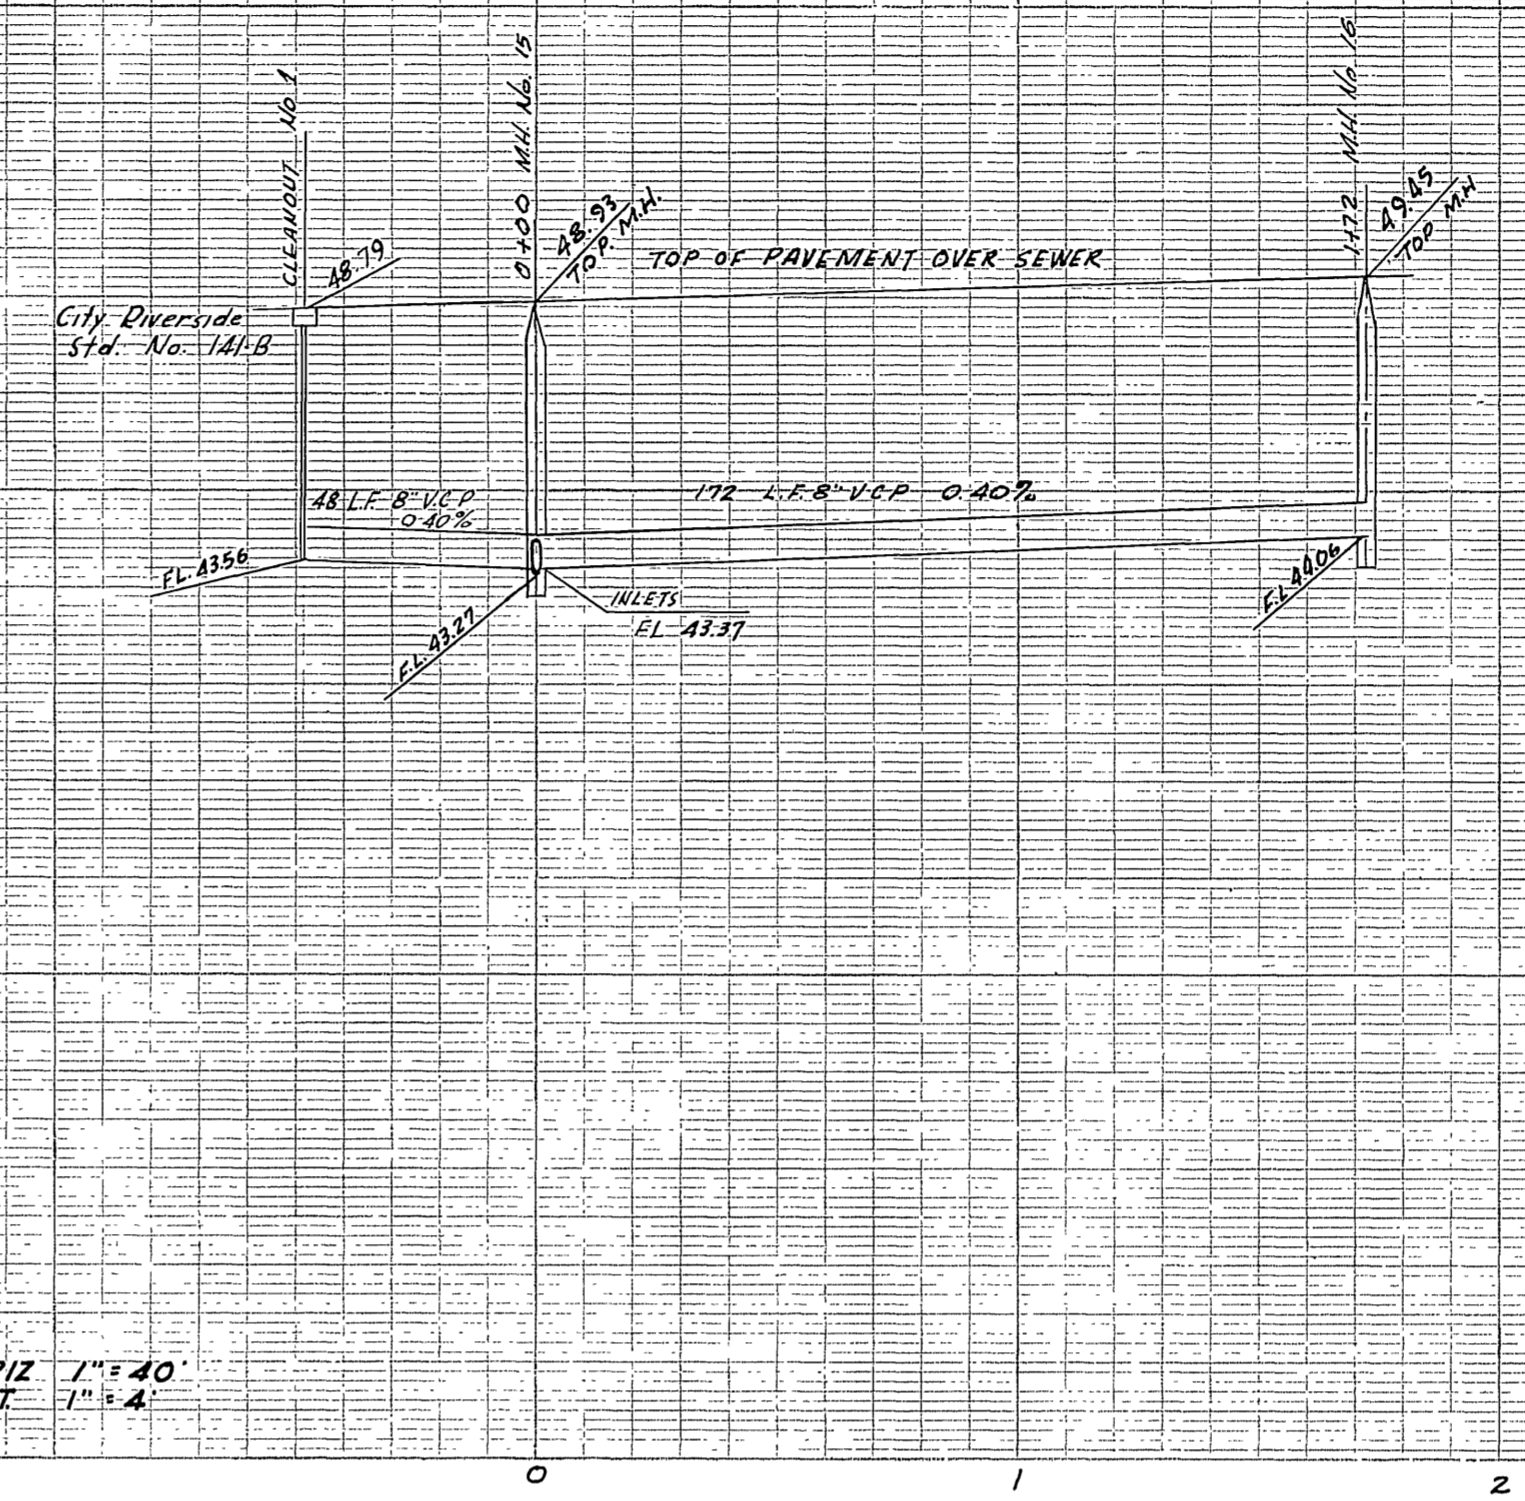 CLEANOUT No 1
48.79
City Riverside
Std. No. 141-B
0+00 M.H. No. 15
48.93
TOP. M.H.
TOP OF PAVEMENT OVER SEWER
1+72 M.H. No. 16
49.45
TOP M.H
48 L.F. 8" V.C.P
0.40%
172 L.F. 8" V.C.P 0.40%
FL. 43.56
F.L. 43.27
INLETS
FL 43.37
F.L 44.06
1" = 40'
1" = 4'
0
1
2